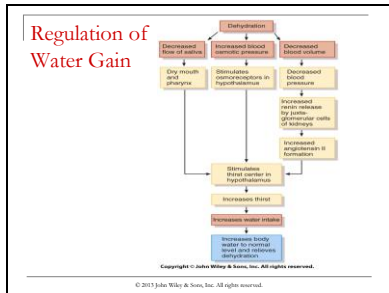 Regulation of
Water Gain
Dehydration
Decreased
flow of saliva
Increased blood
osmotic pressure
Decreased
blood volume
Dry mouth
and
pharynx
Stimulates
osmoreceptors in
hypothalamus
Decreased
blood
pressure
Increased
renin release
by juxta-
glomerular cells
of kidneys
Increased
angiotensin II
formation
Stimulates
thirst center in
hypothalamus
Increases thirst
Increases water intake
Increases body
water to normal
level and relieves
dehydration
Copyright © John Wiley & Sons, Inc. All rights reserved.
© 2013 John Wiley & Sons, Inc. All rights reserved.